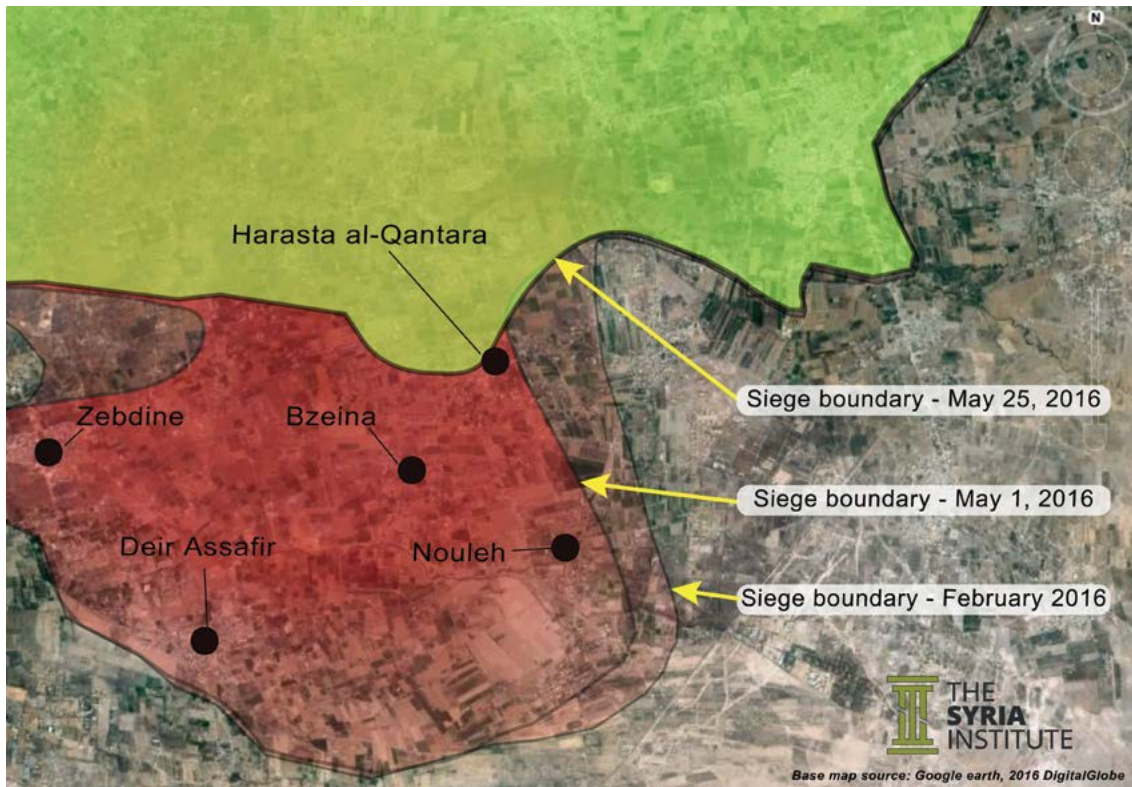 N
Harasta al-Qantara
Siege boundary - May 25, 2016
Zebdine
Bzeina
Siege boundary - May 1, 2016
Deir Assafir
Nouleh
Siege boundary - February 2016
THE
SYRIA
INSTITUTE
Base map source: Google earth, 2016 DigitalGlobe